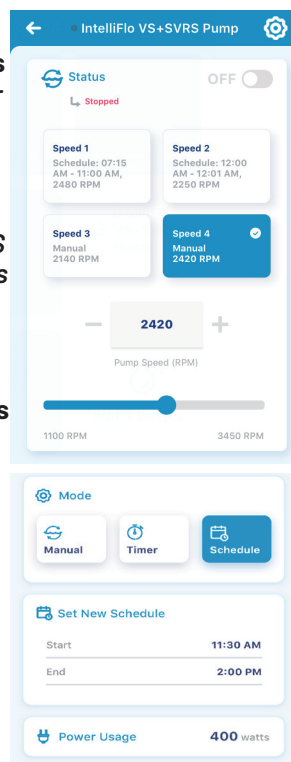 IntelliFlo VS+SVRS Pump
s
Status
OFF
Stopped
Speed 1
Schedule: 07:15
AM - 11:00 AM,
2480 RPM
Speed 2
Schedule: 12:00
AM - 12:01 AM,
2250 RPM
Speed 3
Manual
2140 RPM
Speed 4
Manual
2420 RPM
S
s
2420
Pump Speed (RPM)
s
1100 RPM
3450 RPM
Mode
Manual
Timer
Schedule
Set New Schedule
Start
11:30 AM
End
2:00 PM
Power Usage
400 watts